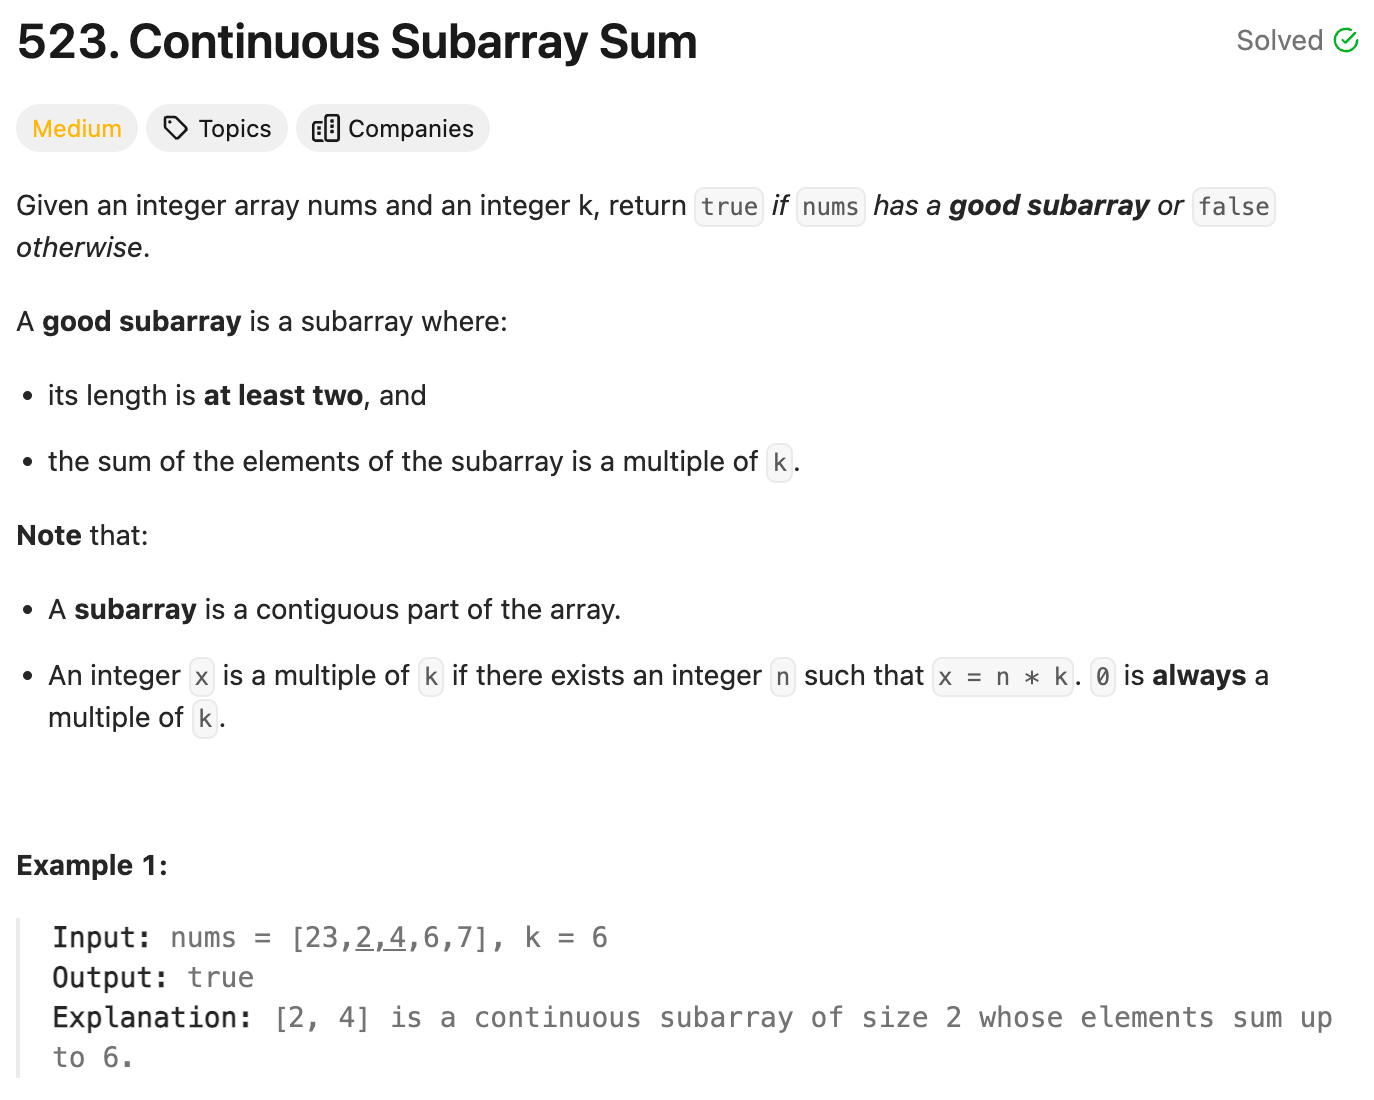 523. Continuous Subarray Sum
Solved
Medium
Topics
Companies
Given an integer array nums and an integer k, return true if nums has a good subarray or false
otherwise.
A good subarray is a subarray where:
• its length is at least two, and
• the sum of the elements of the subarray is a multiple of k.
Note that:
• A subarray is a contiguous part of the array.
• An integer x is a multiple of k if there exists an integer n such that x = n * k. 0 is always a
multiple of k.
Example 1:
Input: nums = [23,2,4,6,7], k = 6
Output: true
Explanation: [2, 4] is a continuous subarray of size 2 whose elements sum up
to 6.